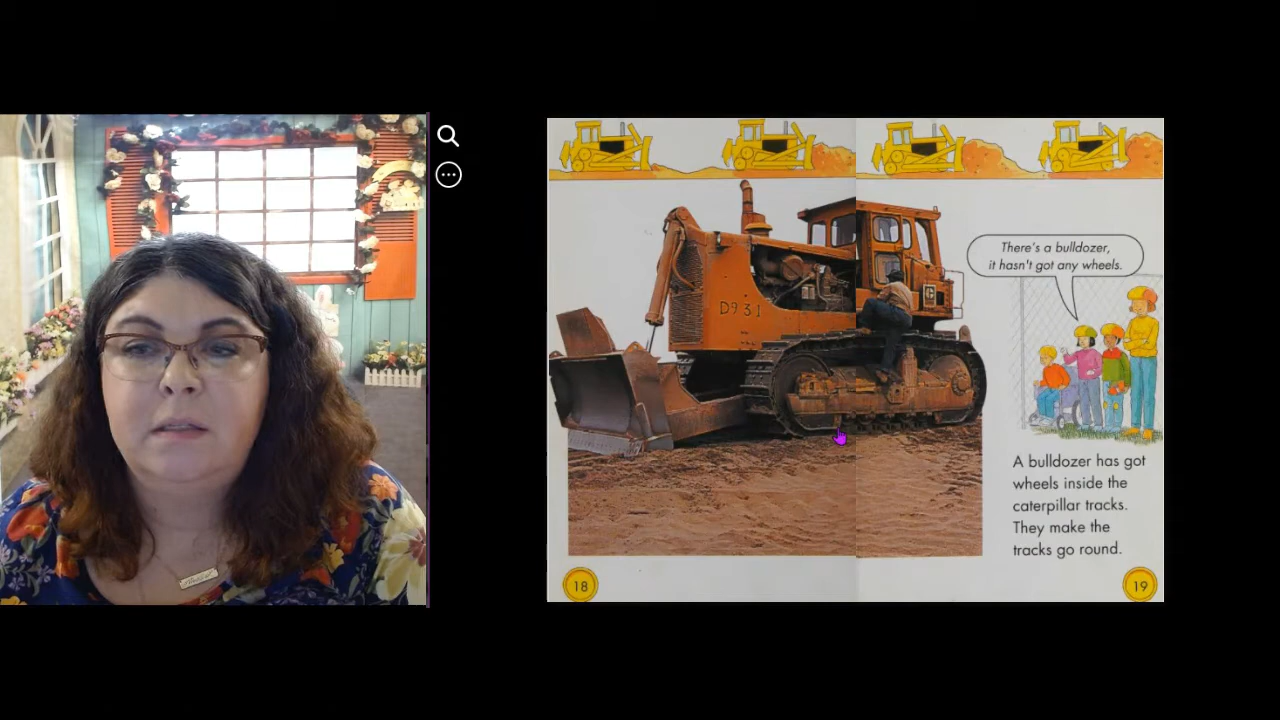 There's a bulldozer,
it hasn't got any wheels.
D9 31
C
A bulldozer has got
wheels inside the
caterpillar tracks.
They make the
tracks go round.
18
19